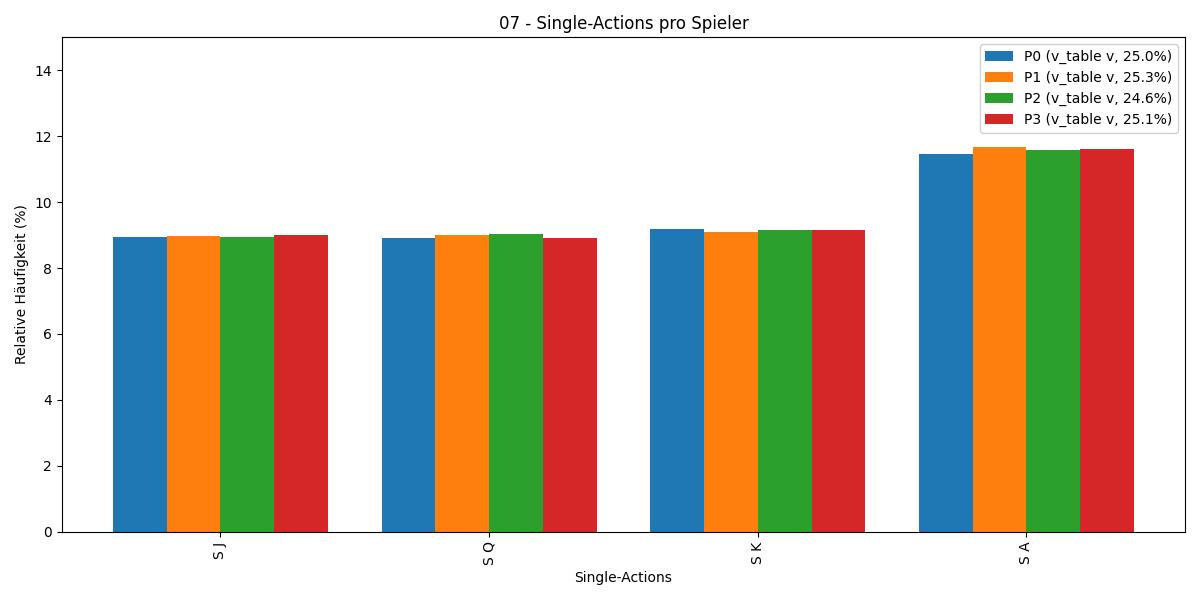 07 - Single-Actions pro Spieler
P0 (v_table v, 25.0%)
P1 (v_table v, 25.3%)
P2 (v_table v, 24.6%)
P3 (v_table v, 25.1%)
Relative Häufigkeit (%)
14
12
10
8
6
4
2
0
S J
S Q
S K
S A
Single-Actions